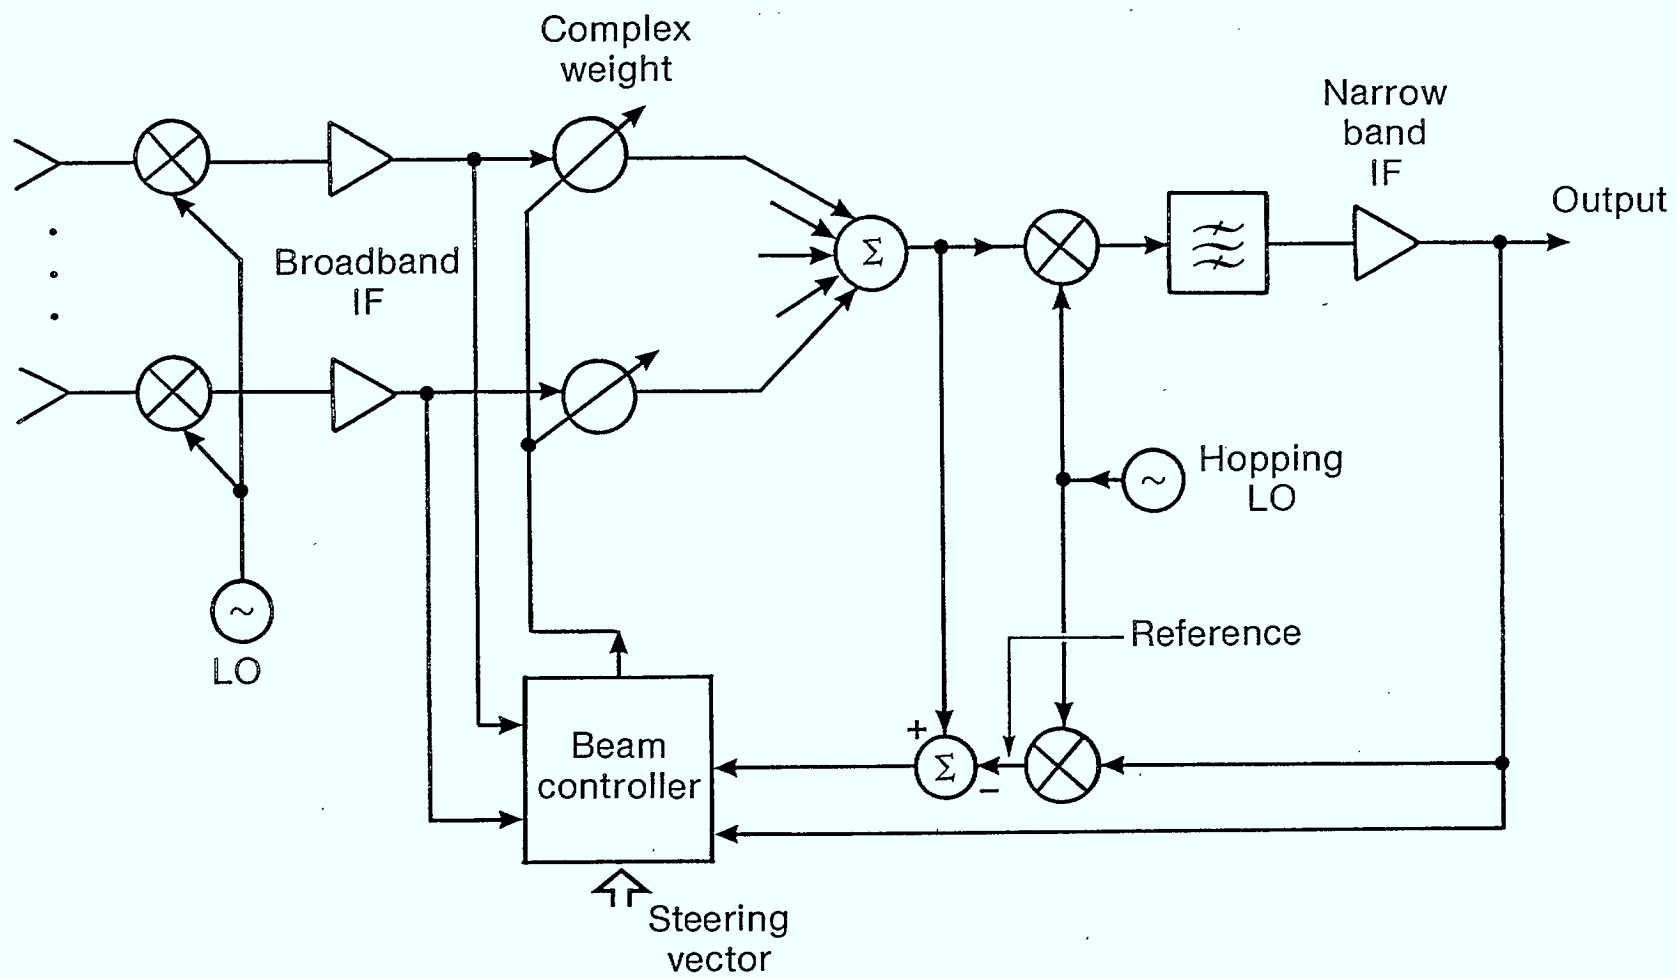 Complex
weight
Narrow
band
IF
Output
Broadband
IF
Σ
Hopping
LO
~
~
LO
Reference
+
Σ
−
Beam
controller
Steering
vector